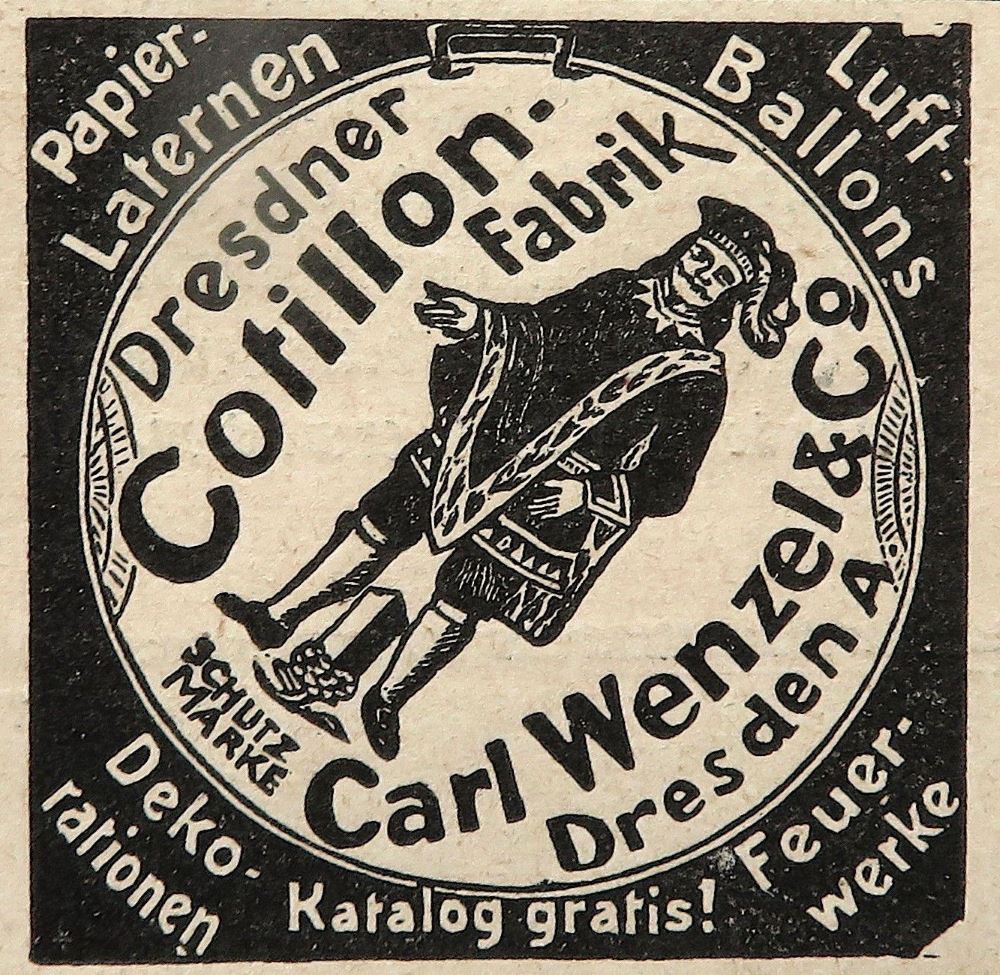 Papier-
Laternen
Luft-
Ballons
Dresdner
Cotillon-
Fabrik
Carl Wenzel & Co
Dresden A
SCHUTZ
MARKE
Deko-
rationen
Katalog gratis!
Feuer-
werke